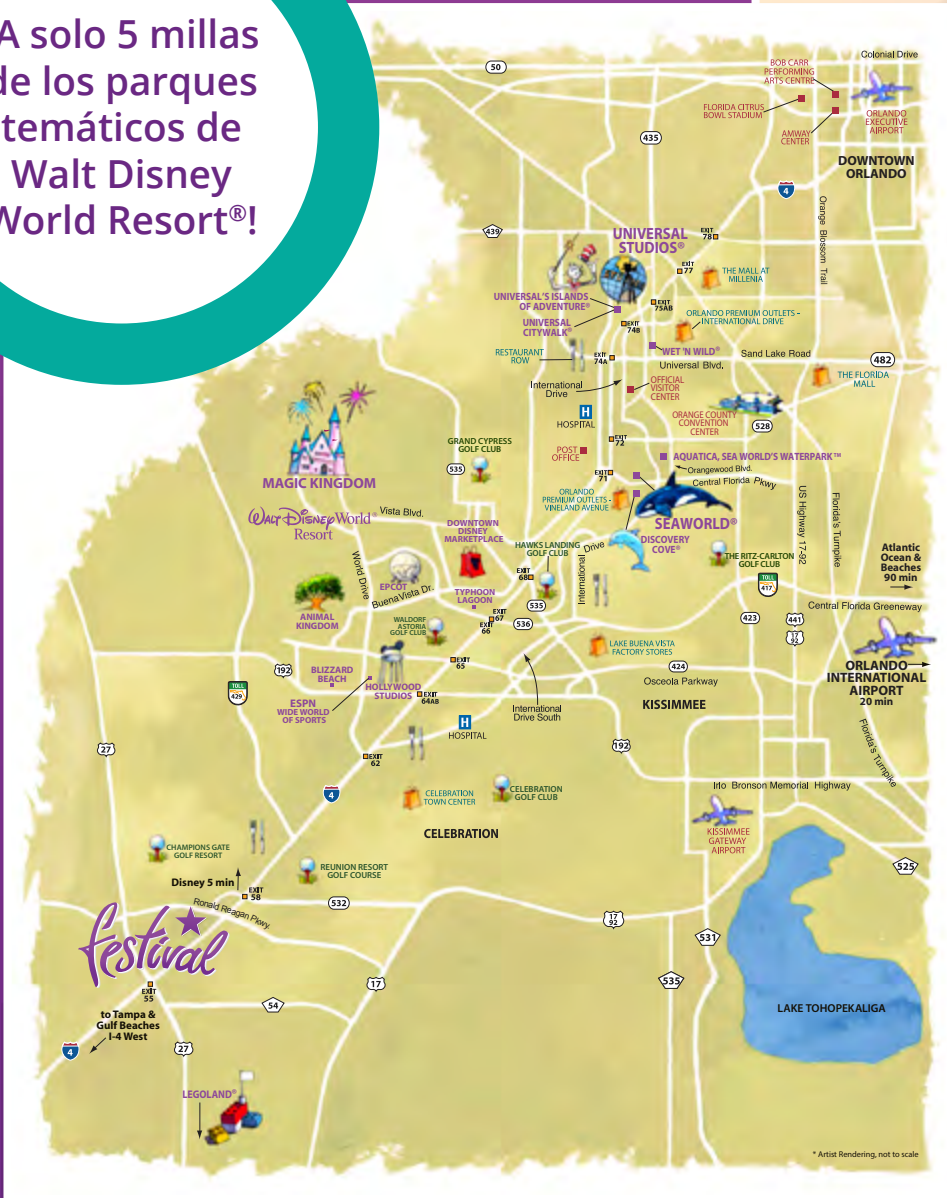 A solo 5 millas
de los parques
temáticos de
Walt Disney
World Resort®!
Colonial Drive
50
BOB CARR
PERFORMING
ARTS CENTRE
FLORIDA CITRUS
BOWL STADIUM
ORLANDO
EXECUTIVE
AIRPORT
AMWAY
CENTER
435
DOWNTOWN
ORLANDO
4
Orange Blossom Trail
439
UNIVERSAL
STUDIOS®
EXIT
78
EXIT
77
THE MALL AT
MILLENIA
UNIVERSAL'S ISLANDS
OF ADVENTURE®
EXIT
75AB
ORLANDO PREMIUM OUTLETS -
INTERNATIONAL DRIVE
UNIVERSAL
CITYWALK®
EXIT
74B
RESTAURANT
ROW
EXIT
74A
WET 'N WILD®
Sand Lake Road
482
Universal Blvd.
THE FLORIDA
MALL
International
Drive
OFFICIAL
VISITOR
CENTER
H
HOSPITAL
ORANGE COUNTY
CONVENTION
CENTER
528
GRAND CYPRESS
GOLF CLUB
EXIT
72
POST
OFFICE
AQUATICA, SEA WORLD'S WATERPARK™
535
Orangewood Blvd.
EXIT
71
Central Florida Pkwy
MAGIC KINGDOM
ORLANDO
PREMIUM OUTLETS -
VINELAND AVENUE
US Highway 17-92
Florida's Turnpike
Walt Disney World®
Resort
Vista Blvd.
DOWNTOWN
DISNEY
MARKETPLACE
SEAWORLD®
DISCOVERY
COVE®
HAWKS LANDING
GOLF CLUB
International Drive
THE RITZ-CARLTON
GOLF CLUB
Atlantic
Ocean &
Beaches
90 min
World Drive
EPCOT
EXIT
68
TOLL
417
Buena Vista Dr.
TYPHOON
LAGOON
535
Central Florida Greenway
ANIMAL
KINGDOM
WALDORF
ASTORIA
GOLF CLUB
EXIT
67
EXIT
66
536
423
441
17
92
LAKE BUENA VISTA
FACTORY STORES
192
BLIZZARD
BEACH
EXIT
65
424
ORLANDO
INTERNATIONAL
AIRPORT
20 min
TOLL
429
HOLLYWOOD
STUDIOS
EXIT
64AB
Osceola Parkway
ESPN
WIDE WORLD
OF SPORTS
KISSIMMEE
International
Drive South
H
HOSPITAL
27
192
Florida's Turnpike
EXIT
62
4
Irlo Bronson Memorial Highway
CELEBRATION
TOWN CENTER
CELEBRATION
GOLF CLUB
CELEBRATION
KISSIMMEE
GATEWAY
AIRPORT
CHAMPIONS GATE
GOLF RESORT
REUNION RESORT
GOLF COURSE
525
Disney 5 min
EXIT
58
532
Ronald Reagan Pkwy.
17
92
festival
531
535
EXIT
55
17
54
to Tampa &
Gulf Beaches
I-4 West
LAKE TOHOPEKALIGA
4
27
LEGOLAND®
* Artist Rendering, not to scale